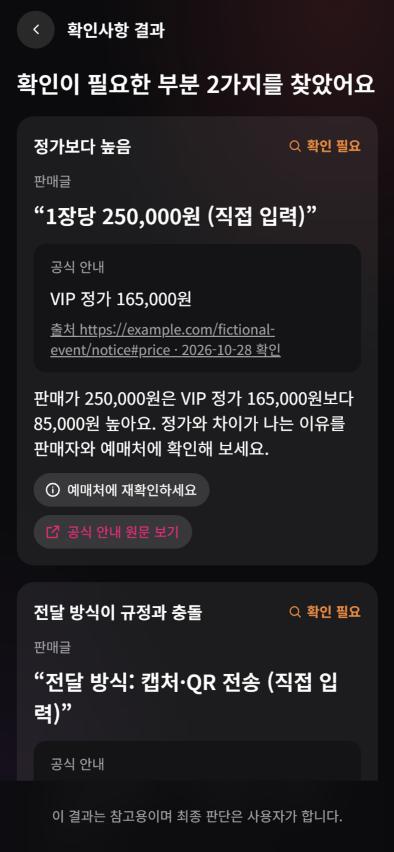 확인사항 결과
확인이 필요한 부분 2가지를 찾았어요
정가보다 높음
확인 필요
판매글
“1장당 250,000원 (직접 입력)”
공식 안내
VIP 정가 165,000원
출처 https://example.com/fictional-
event/notice#price · 2026-10-28 확인
판매가 250,000원은 VIP 정가 165,000원보다
85,000원 높아요. 정가와 차이가 나는 이유를
판매자와 예매처에 확인해 보세요.
예매처에 재확인하세요
공식 안내 원문 보기
전달 방식이 규정과 충돌
확인 필요
판매글
“전달 방식: 캡처·QR 전송 (직접 입
력)”
공식 안내
이 결과는 참고용이며 최종 판단은 사용자가 합니다.